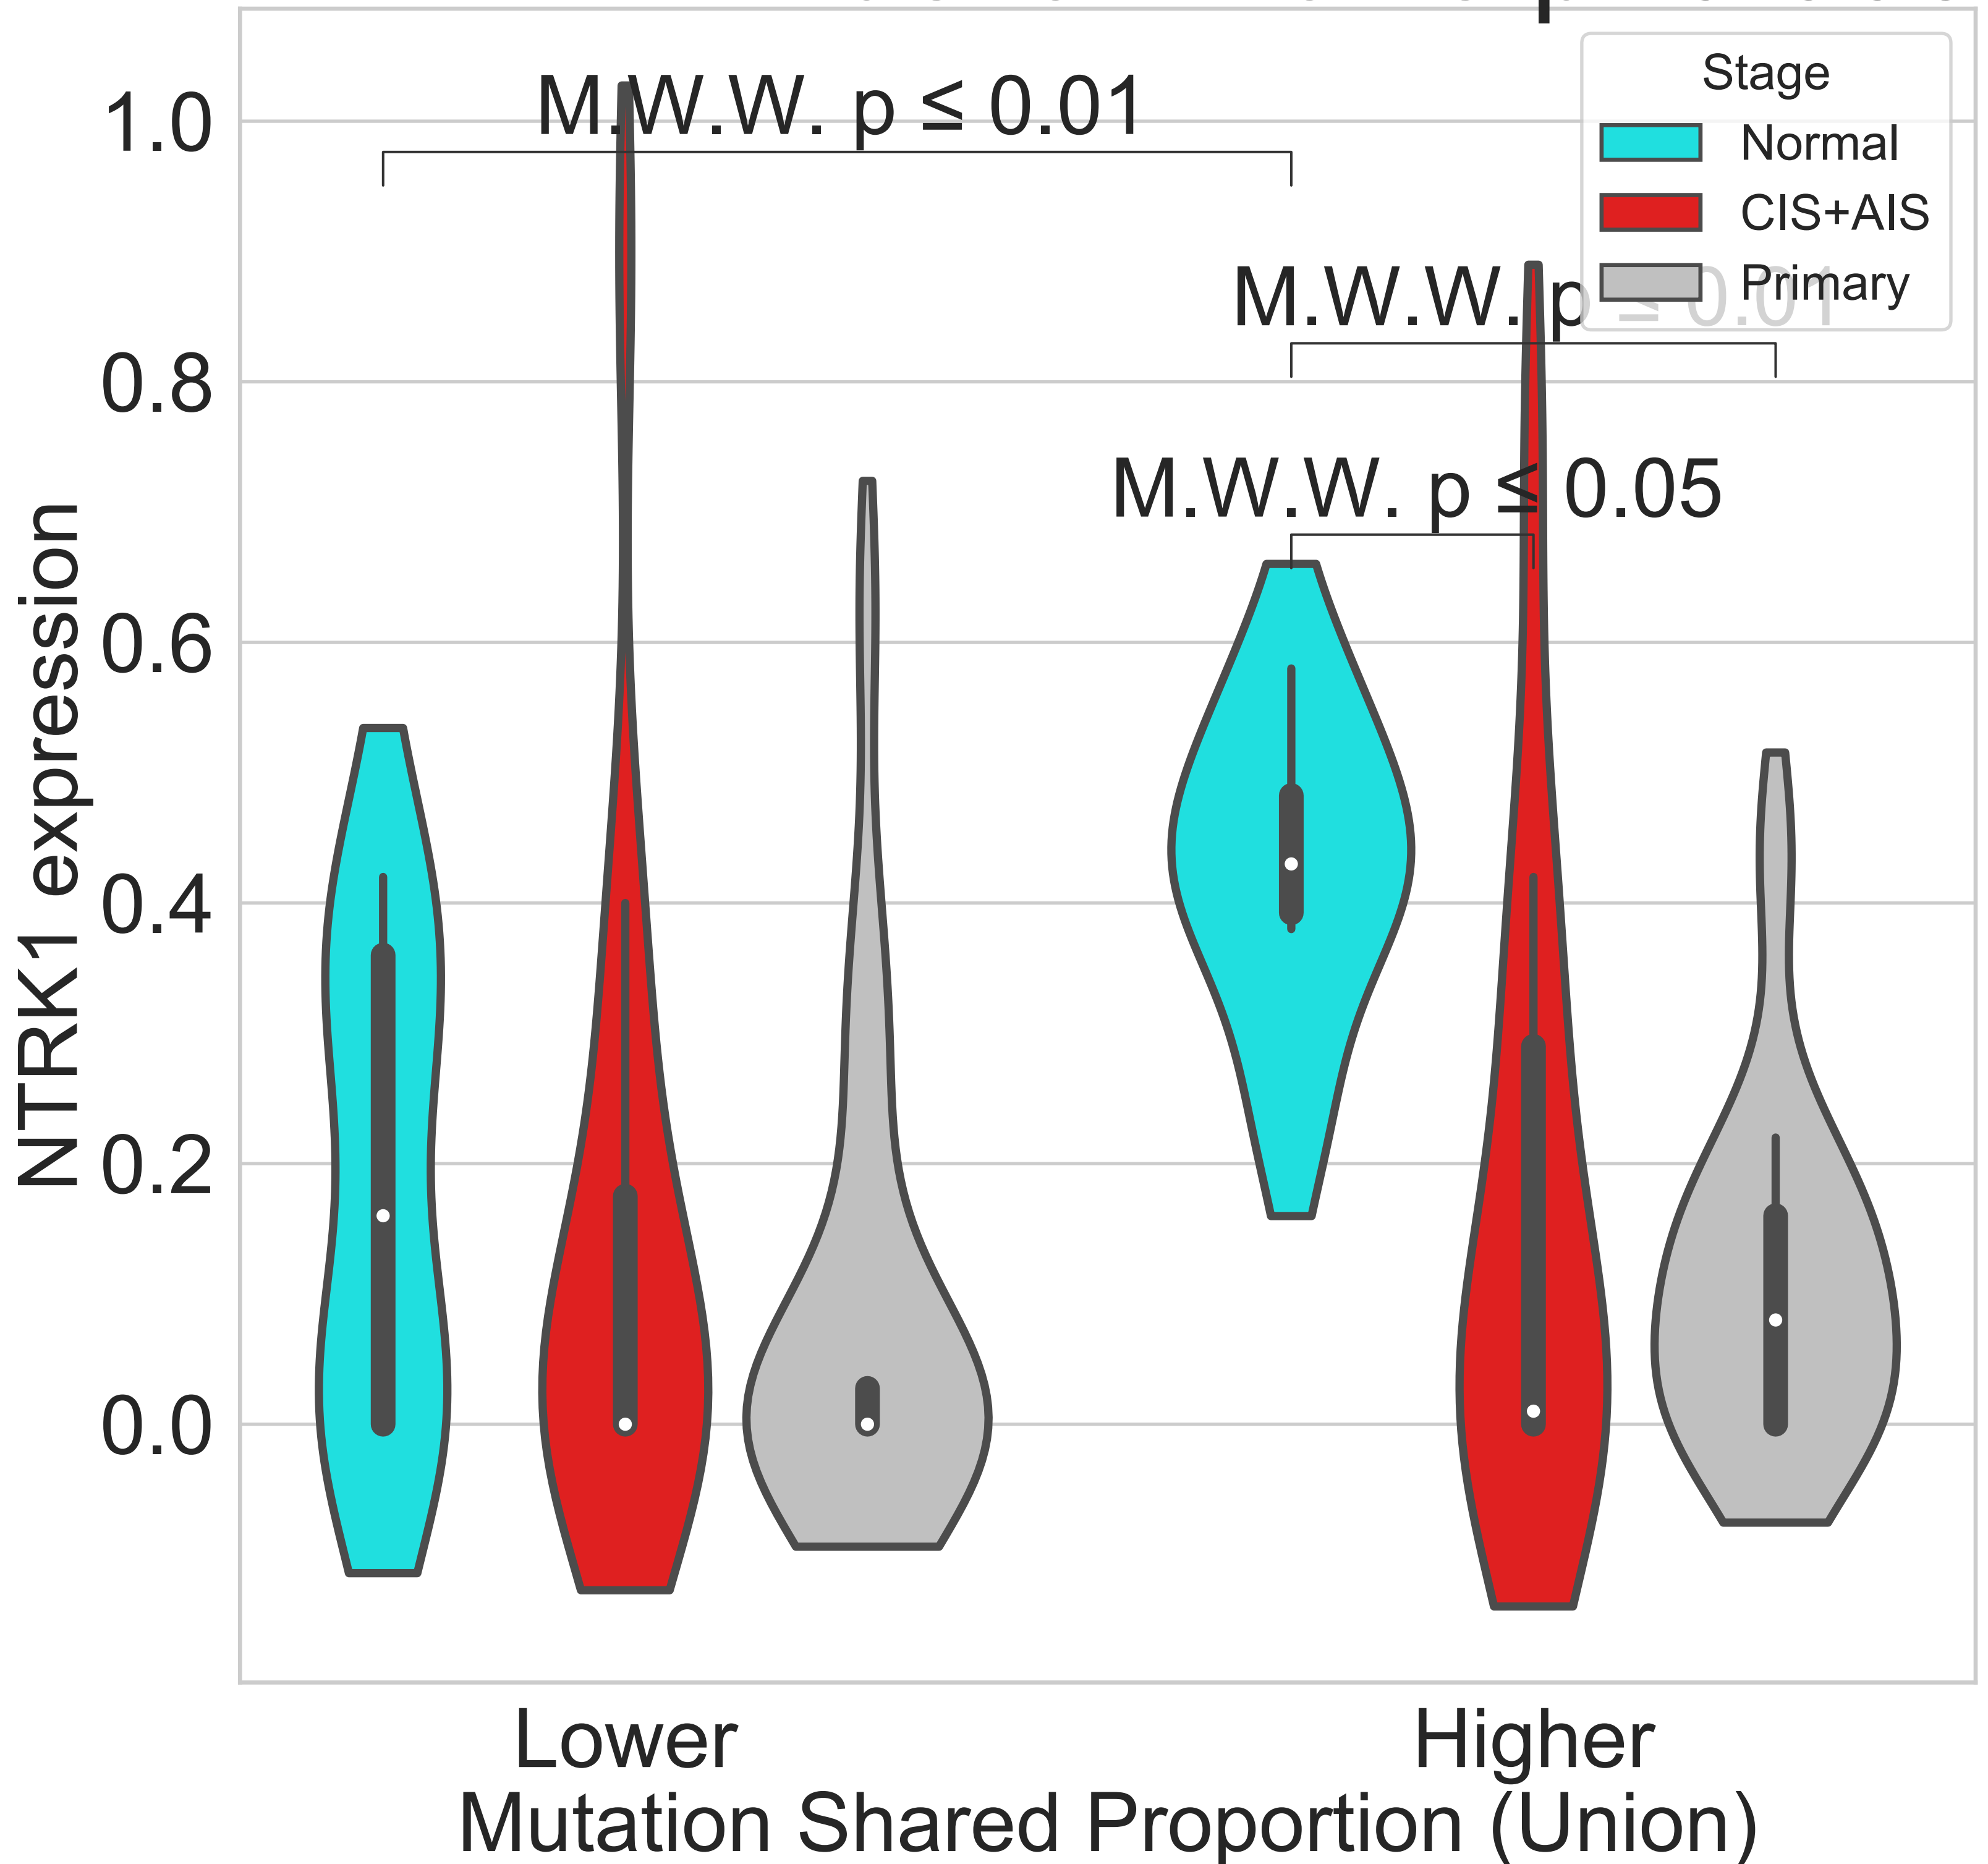 Stage
Normal
CIS+AIS
Primary
M.W.W. p ≤ 0.01
M.W.W. p ≤ 0.01
M.W.W. p ≤ 0.05
1.0
0.8
0.6
0.4
0.2
0.0
NTRK1 expression
Lower
Higher
Mutation Shared Proportion (Union)